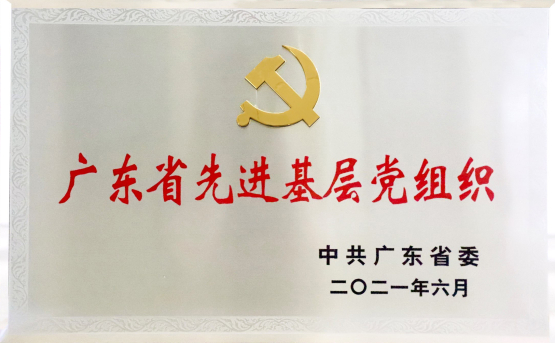 广东省先进基层党组织
中共广东省委
二〇二一年六月